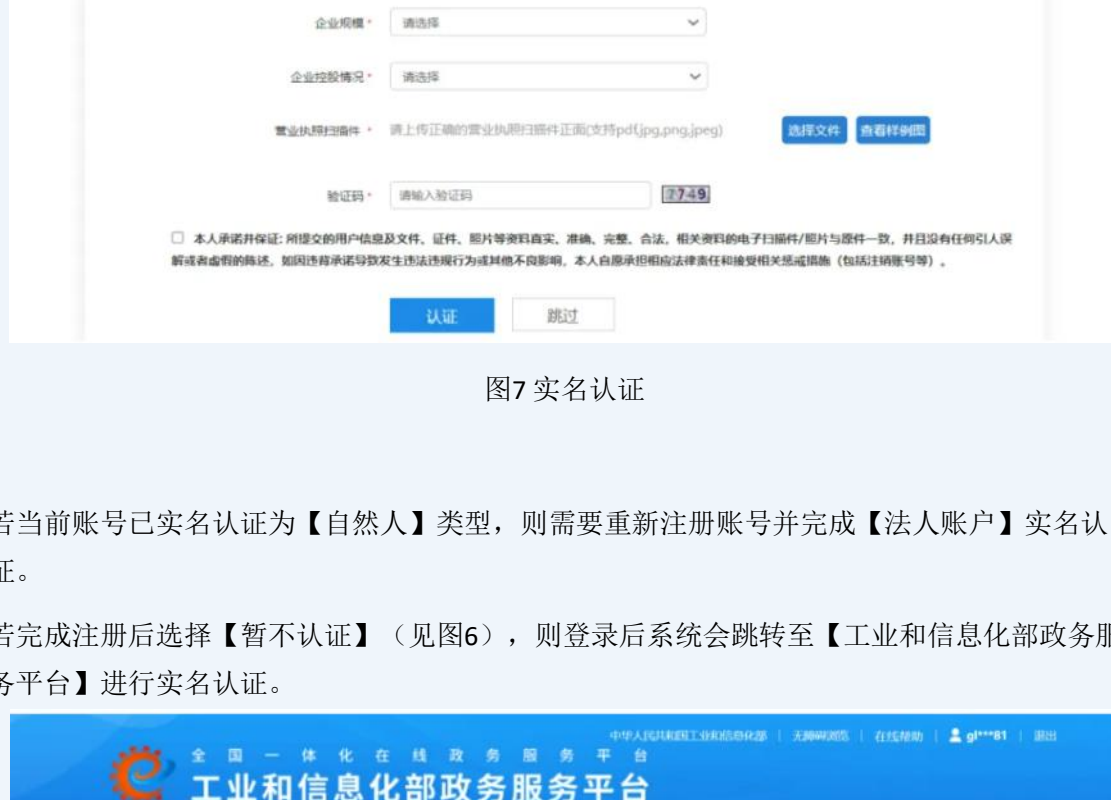 企业规模* 请选择
企业控股情况* 请选择
营业执照扫描件 * 请上传正确的营业执照扫描件正面(支持pdf,jpg,png,jpeg) 选择文件 查看样例图
验证码* 请输入验证码 7749
本人承诺并保证: 所提交的用户信息及文件、证件、照片等资料真实、准确、完整、合法, 相关资料的电子扫描件/照片与原件一致, 并且没有任何引人误
解或者虚假的陈述, 如因违背承诺导致发生违法违规行为或其他不良影响, 本人自愿承担相应法律责任和接受相关惩戒措施（包括注销账号等）。
认证 跳过
图7 实名认证
若当前账号已实名认证为【自然人】类型，则需要重新注册账号并完成【法人账户】实名认
证。
若完成注册后选择【暂不认证】（见图6），则登录后系统会跳转至【工业和信息化部政务服
务平台】进行实名认证。
中华人民共和国工业和信息化部 | 无障碍浏览 | 在线帮助 | gl***81 | 退出
全国一体化在线政务服务平台
工业和信息化部政务服务平台